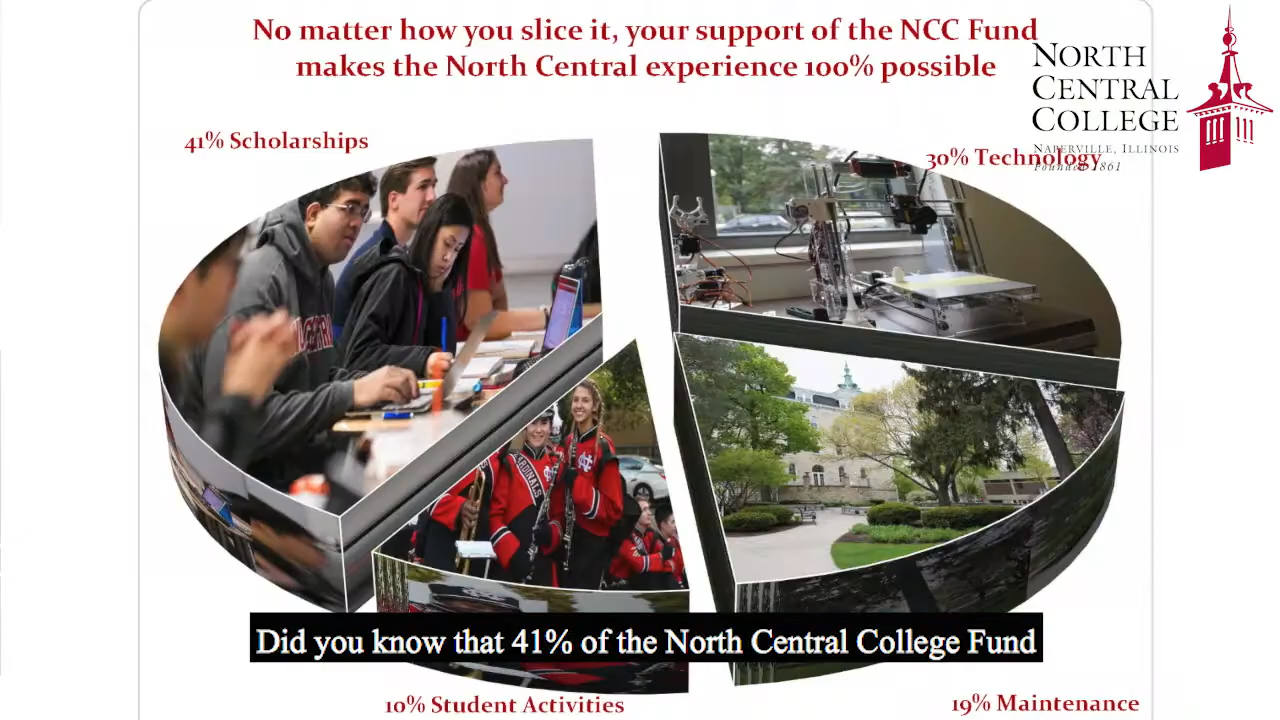 No matter how you slice it, your support of the NCC Fund
makes the North Central experience 100% possible
NORTH
CENTRAL
COLLEGE
NAPERVILLE, ILLINOIS
Founded 1861
41% Scholarships
30% Technology
CARDINALS
Did you know that 41% of the North Central College Fund
10% Student Activities
19% Maintenance